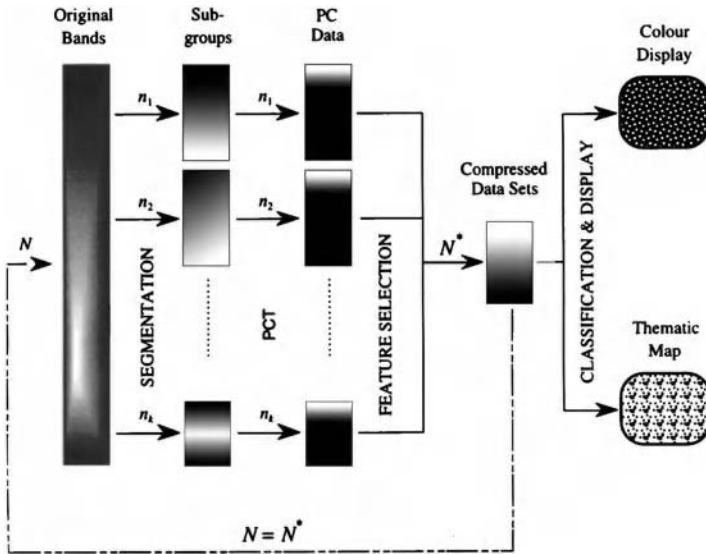 Original
Bands
Sub-
groups
PC
Data
Colour
Display
n₁
n₁
n₂
n₂
N
SEGMENTATION
PCT
FEATURE SELECTION
N*
Compressed
Data Sets
CLASSIFICATION & DISPLAY
Thematic
Map
nₖ
nₖ
N = N*